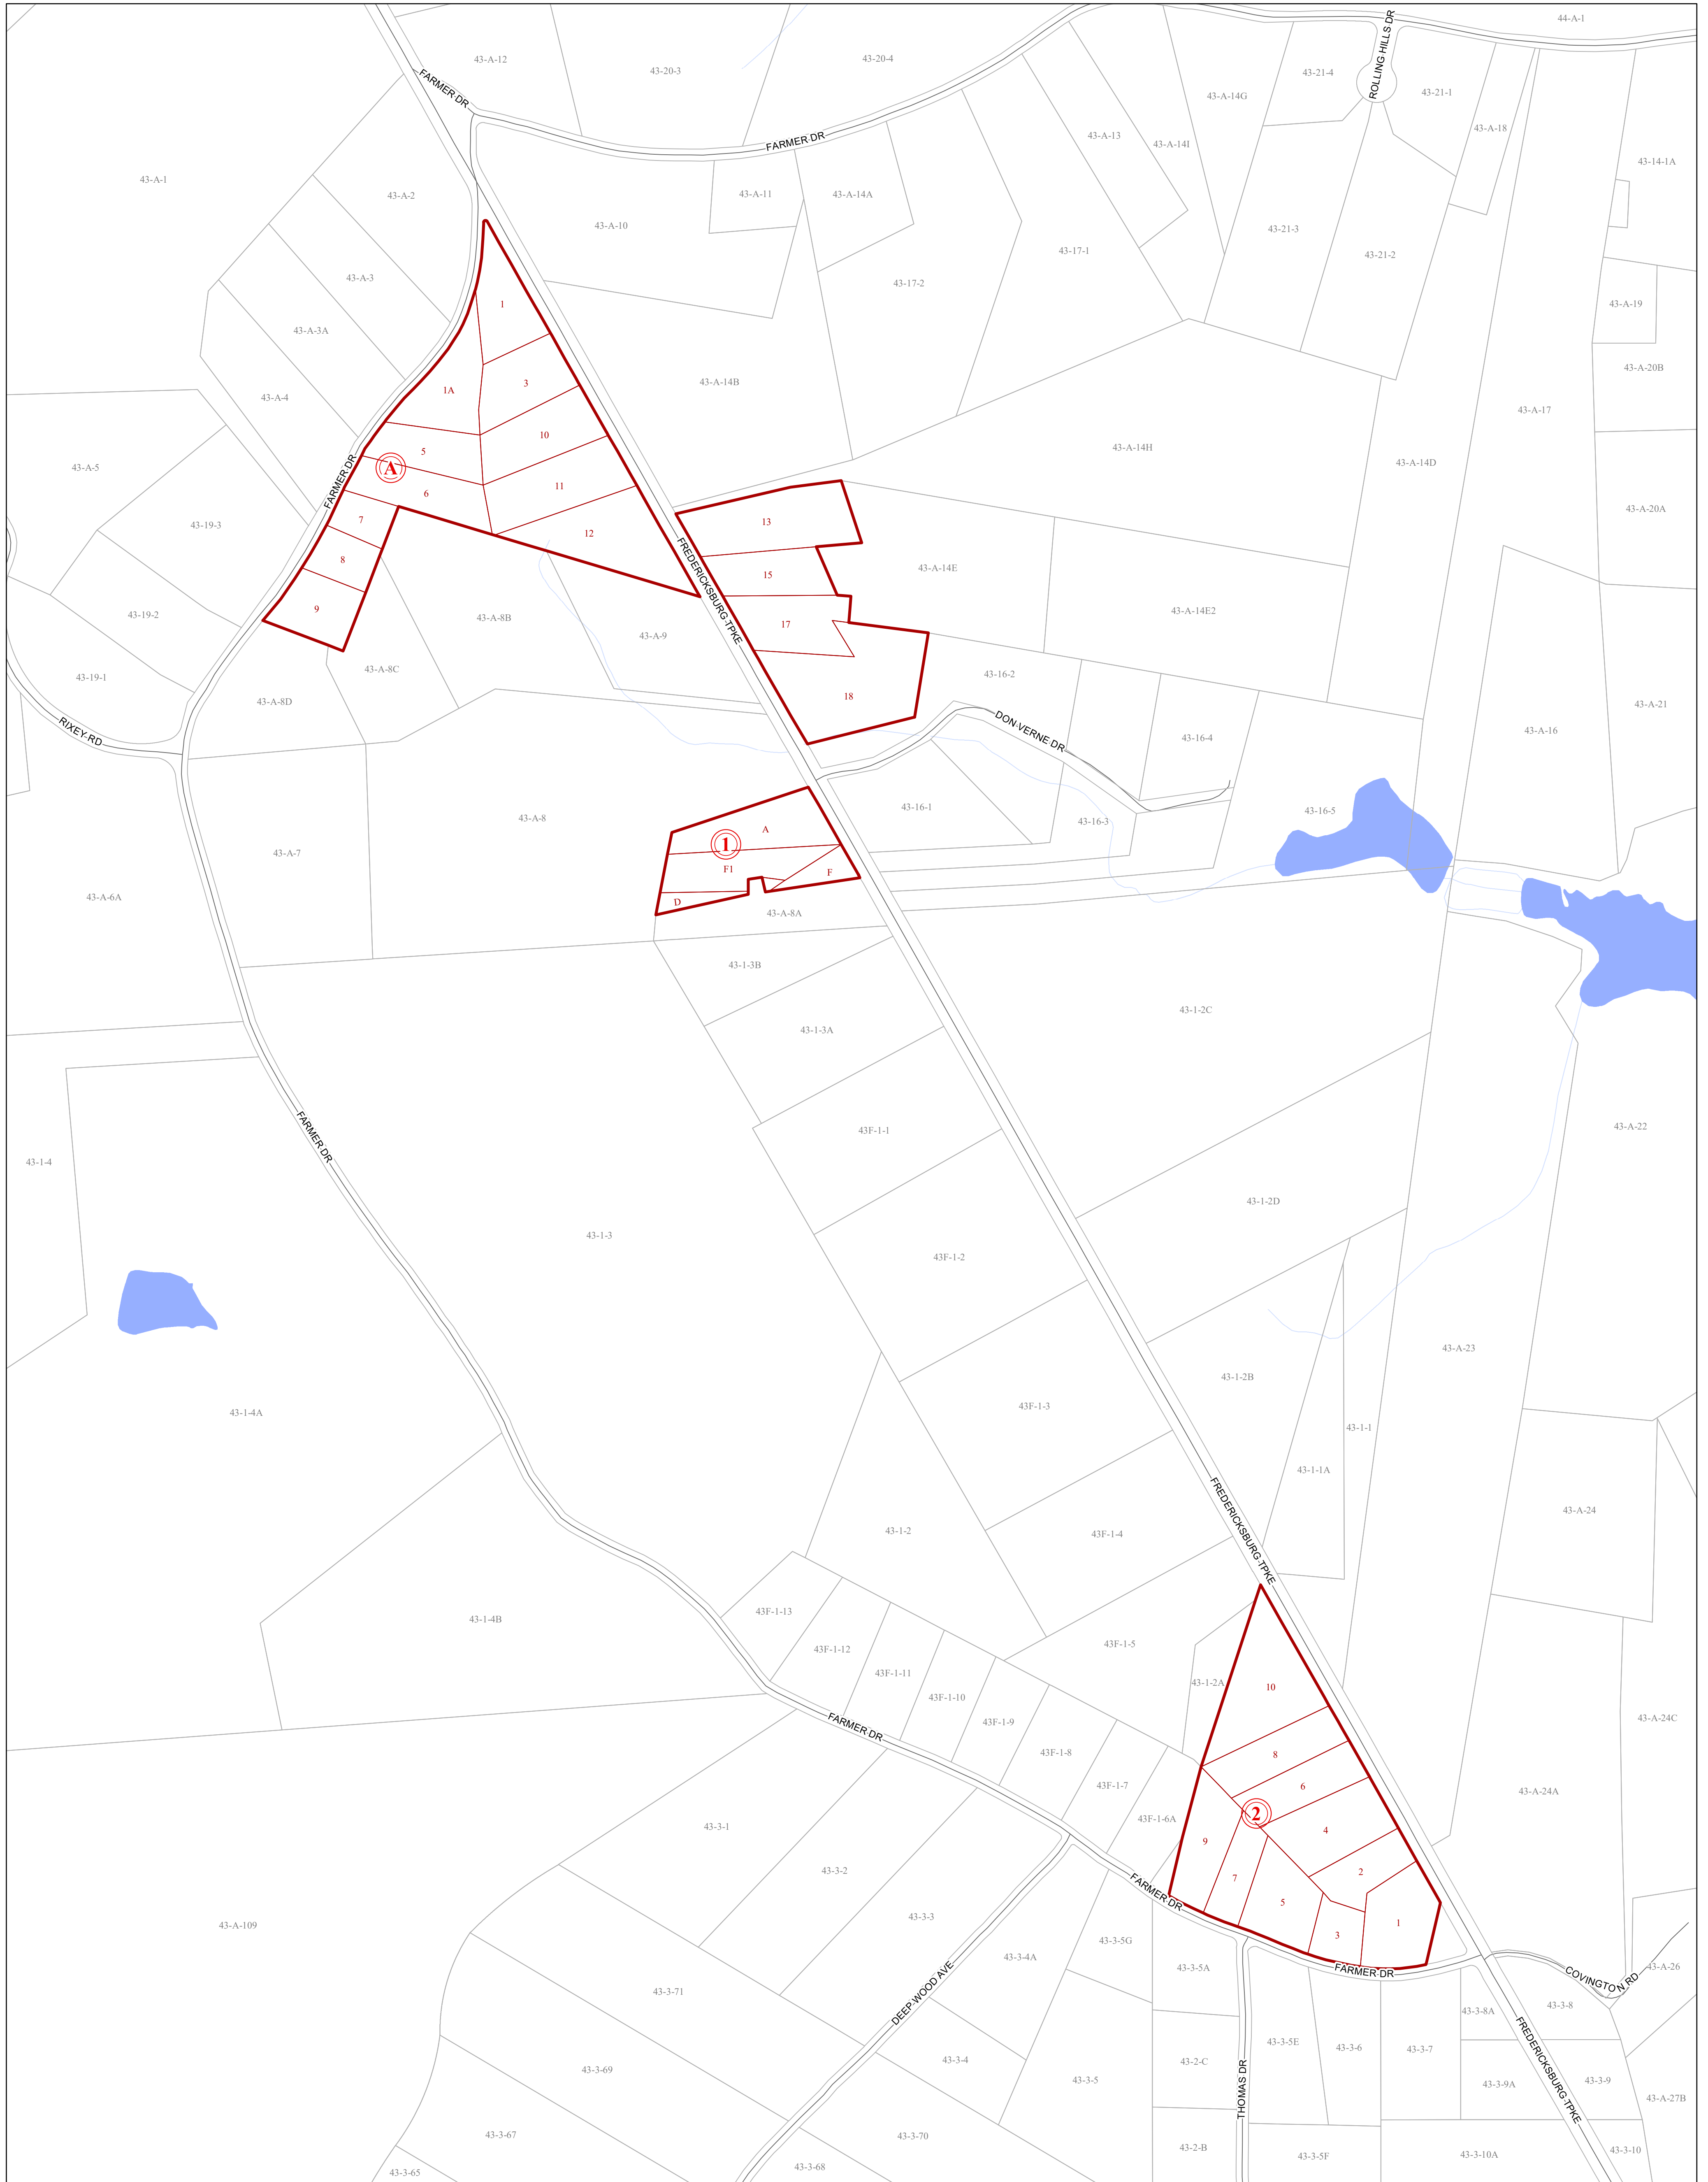 44-A-1
ROLLING HILLS DR
43-A-12
43-20-3
43-20-4
43-21-4
FARMER DR
43-21-1
43-A-14G
43-A-18
43-A-13
FARMER DR
43-A-14I
43-14-1A
43-A-1
43-A-2
43-A-11
43-A-14A
43-A-10
43-21-3
43-17-1
43-21-2
43-A-3
43-17-2
1
43-A-19
43-A-3A
43-A-20B
43-A-14B
3
1A
43-A-4
43-A-17
10
43-A-14H
5
43-A-14D
A
43-A-5
FARMER DR
11
6
43-A-20A
7
13
43-19-3
12
8
FREDERICKSBURG TPKE
43-A-14E
15
9
43-19-2
43-A-14E2
43-A-8B
17
43-A-9
43-A-8C
43-16-2
43-19-1
18
43-A-8D
43-A-21
RIXEY RD
DON VERNE DR
43-A-16
43-16-4
43-16-1
43-16-5
43-A-8
43-16-3
A
1
43-A-7
F1
F
43-A-6A
D
43-A-8A
43-1-3B
43-1-2C
43-1-3A
43F-1-1
43-A-22
FARMER DR
43-1-4
43-1-2D
43-1-3
43F-1-2
43-A-23
43-1-2B
43F-1-3
43-1-4A
43-1-1
43-1-1A
43-A-24
FREDERICKSBURG TPKE
43-1-2
43F-1-4
43F-1-13
43-1-4B
43F-1-5
43F-1-12
43F-1-11
43-1-2A
10
43F-1-10
43F-1-9
43-A-24C
FARMER DR
43F-1-8
8
43F-1-7
6
43-A-24A
2
43F-1-6A
43-3-1
4
9
43-3-2
2
7
FARMER DR
5
43-3-3
1
43-A-109
3
43-3-5G
43-3-4A
43-3-5A
FARMER DR
43-A-26
COVINGTON RD
43-3-71
DEEP WOOD AVE
43-3-8
43-3-8A
43-3-5E
43-3-6
43-3-7
FREDERICKSBURG TPKE
43-3-4
43-2-C
43-3-69
43-3-5
43-3-9
43-3-9A
THOMAS DR
43-A-27B
43-3-67
43-3-70
43-2-B
43-3-10
43-3-5F
43-3-10A
43-3-68
43-3-65